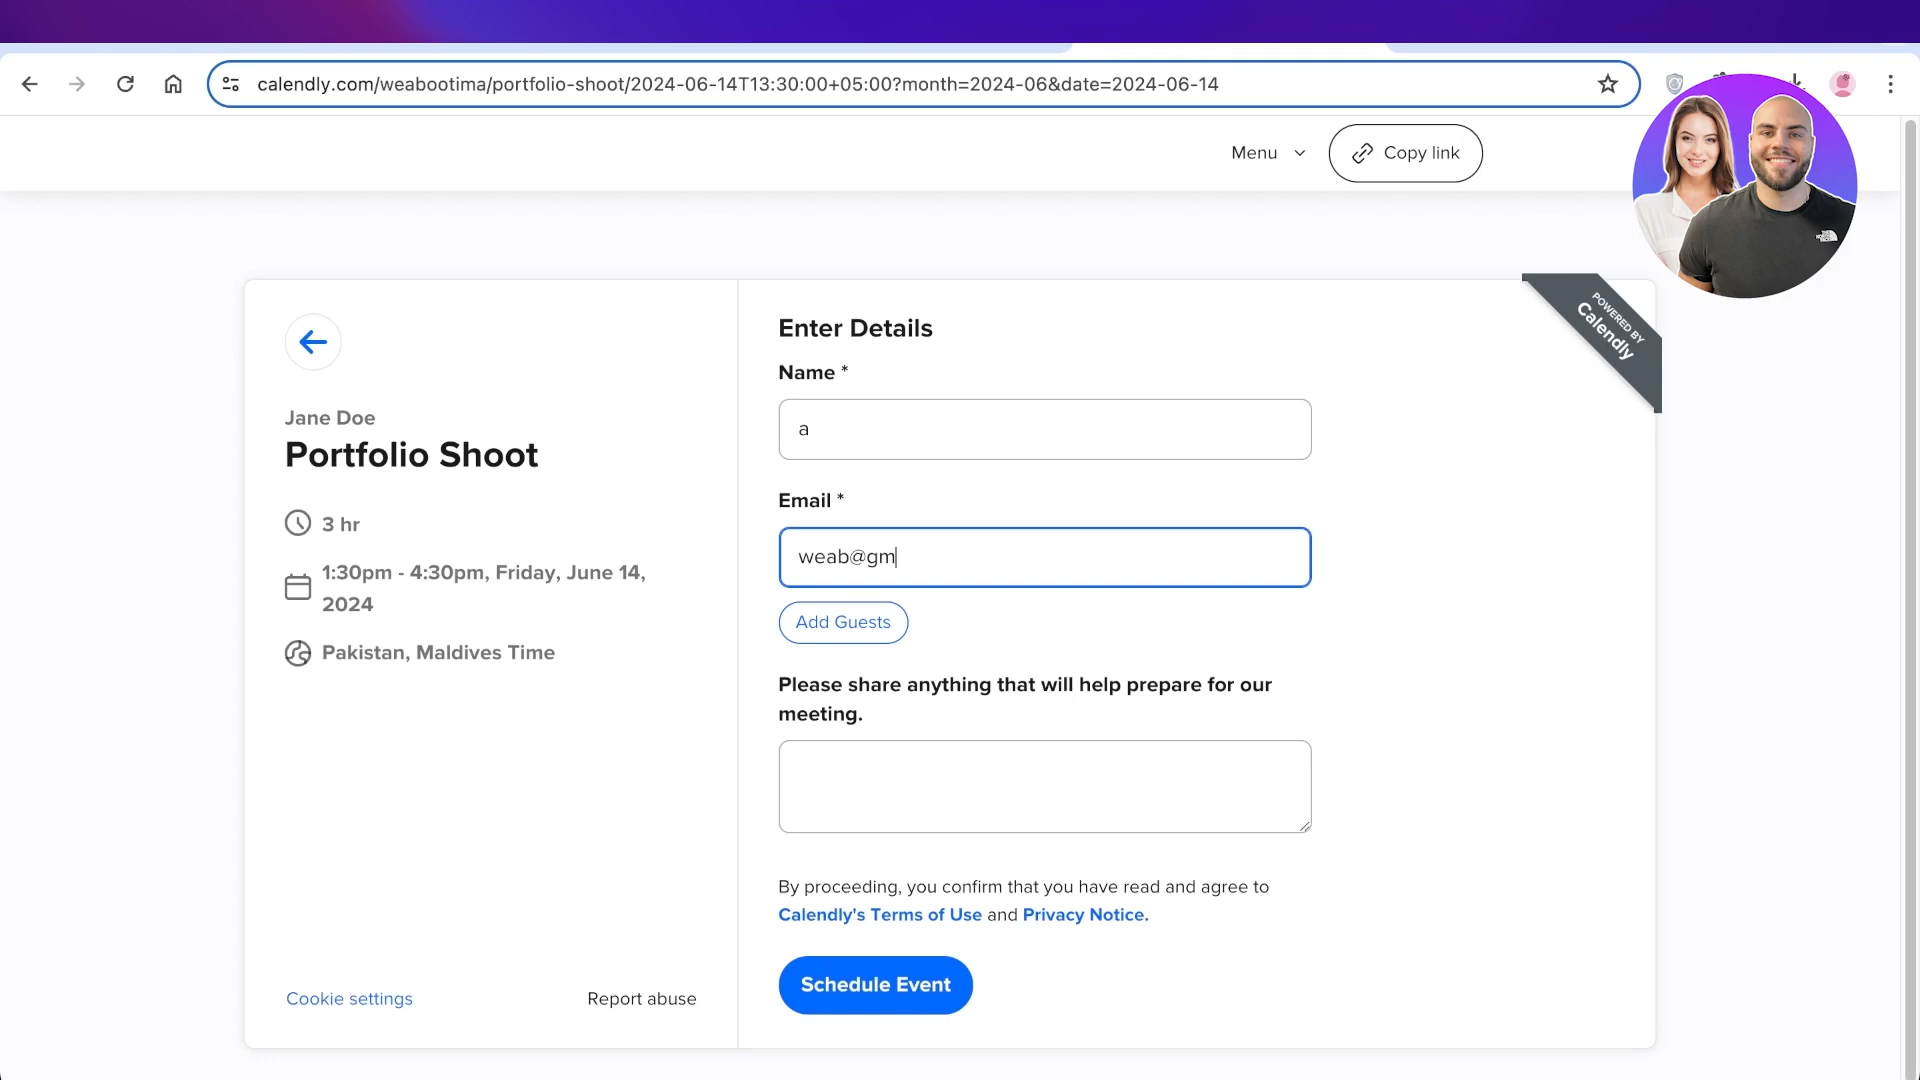 calendly.com/weabootima/portfolio-shoot/2024-06-14T13:30:00+05:00?month=2024-06&date=2024-06-14
Menu
Copy link
POWERED BY
Calendly
Jane Doe
Portfolio Shoot
3 hr
1:30pm - 4:30pm, Friday, June 14,
2024
Pakistan, Maldives Time
Cookie settings
Report abuse
Enter Details
Name *
a
Email *
weab@gm
Add Guests
Please share anything that will help prepare for our
meeting.
By proceeding, you confirm that you have read and agree to
Calendly's Terms of Use and Privacy Notice.
Schedule Event